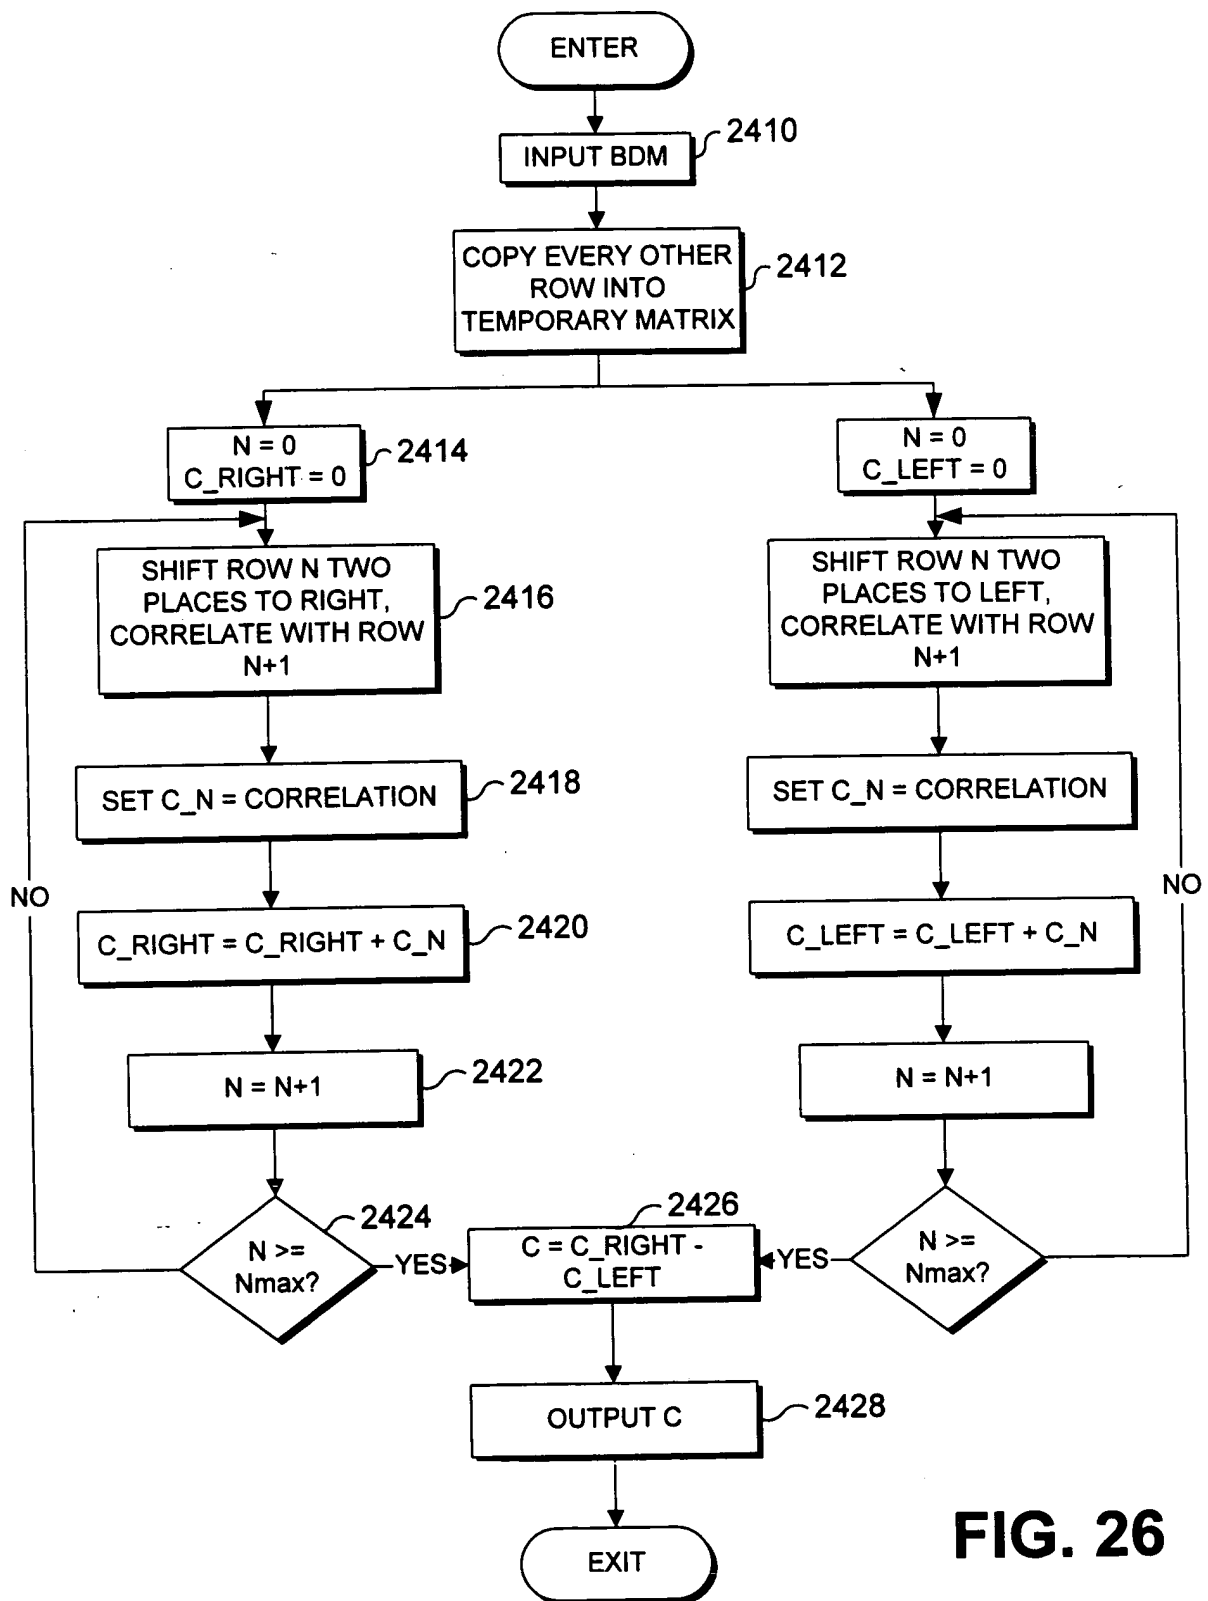 ENTER
INPUT BDM
2410
COPY EVERY OTHER
ROW INTO
TEMPORARY MATRIX
2412
N = 0
C_RIGHT = 0
2414
SHIFT ROW N TWO
PLACES TO RIGHT,
CORRELATE WITH ROW
N+1
2416
SET C_N = CORRELATION
2418
C_RIGHT = C_RIGHT + C_N
2420
N = N+1
2422
N >=
Nmax?
2424
NO
YES
N = 0
C_LEFT = 0
SHIFT ROW N TWO
PLACES TO LEFT,
CORRELATE WITH ROW
N+1
SET C_N = CORRELATION
C_LEFT = C_LEFT + C_N
N = N+1
N >=
Nmax?
NO
YES
C = C_RIGHT -
C_LEFT
2426
OUTPUT C
2428
EXIT
FIG. 26